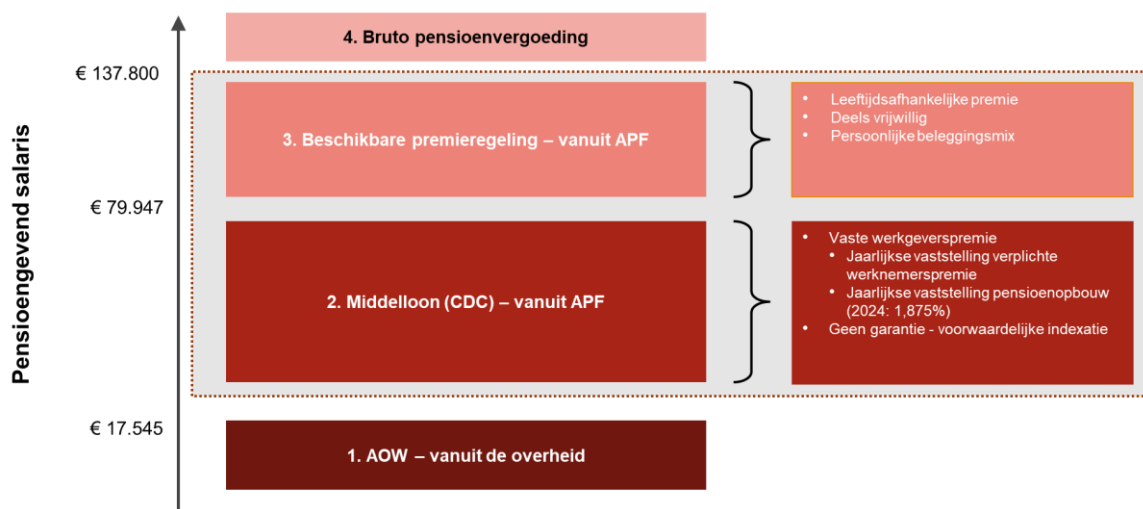 4. Bruto pensioenvergoeding
€ 137.800
3. Beschikbare premieregeling – vanuit APF
• Leeftijdsafhankelijke premie
• Deels vrijwillig
• Persoonlijke beleggingsmix
€ 79.947
Pensioengevend salaris
2. Middelloon (CDC) – vanuit APF
• Vaste werkgeverspremie
• Jaarlijkse vaststelling verplichte
werknemerspremie
• Jaarlijkse vaststelling pensioenopbouw
(2024: 1,875%)
• Geen garantie - voorwaardelijke indexatie
€ 17.545
1. AOW – vanuit de overheid